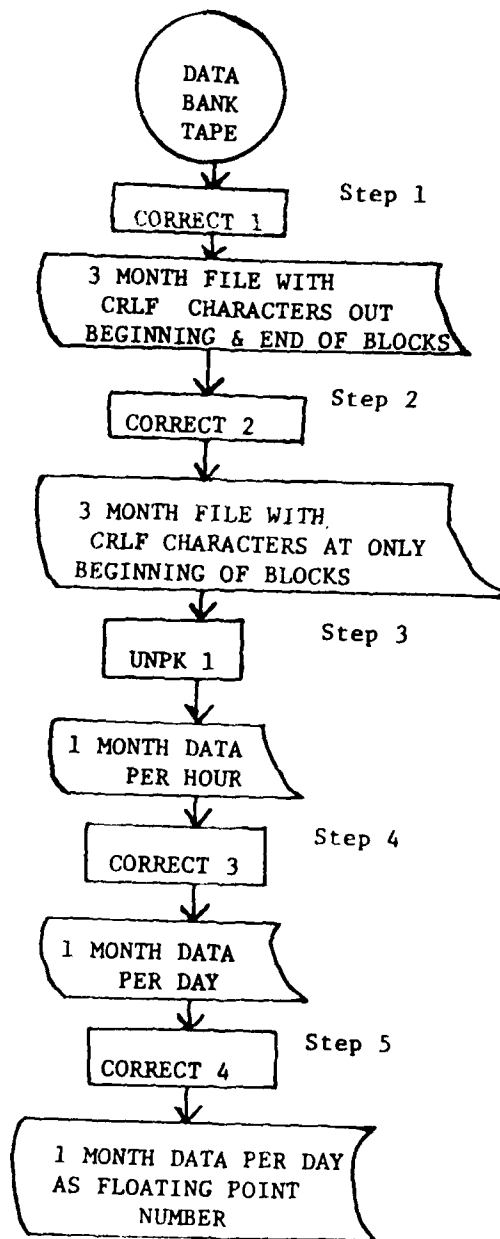 DATA
BANK
TAPE
Step 1
CORRECT 1
3 MONTH FILE WITH
CRLF CHARACTERS OUT
BEGINNING & END OF BLOCKS
Step 2
CORRECT 2
3 MONTH FILE WITH
CRLF CHARACTERS AT ONLY
BEGINNING OF BLOCKS
Step 3
UNPK 1
1 MONTH DATA
PER HOUR
Step 4
CORRECT 3
1 MONTH DATA
PER DAY
Step 5
CORRECT 4
1 MONTH DATA PER DAY
AS FLOATING POINT
NUMBER